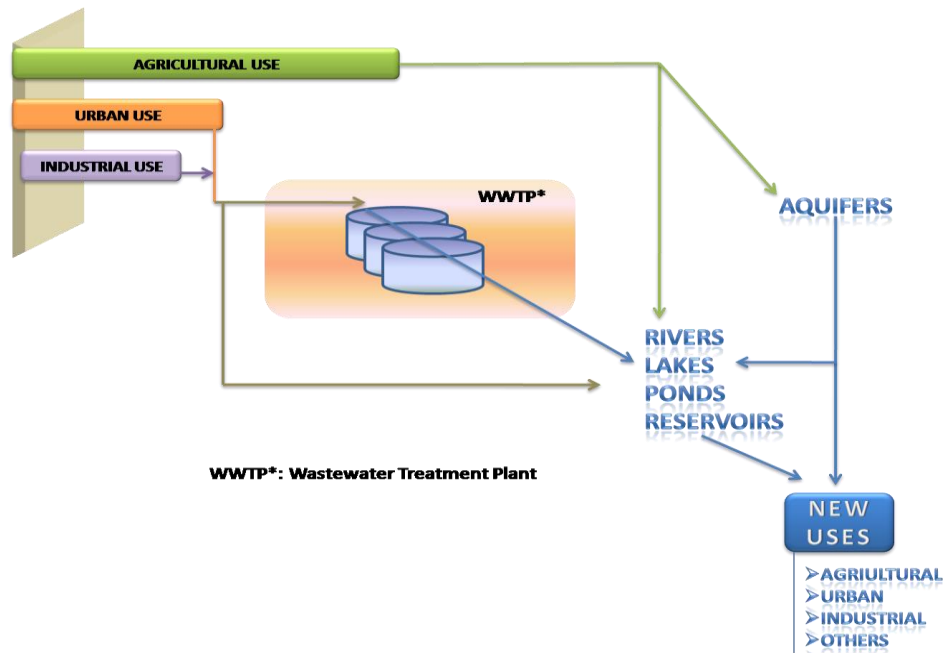 AGRICULTURAL USE
URBAN USE
INDUSTRIAL USE
WWTP*
AQUIFERS
RIVERS
LAKES
PONDS
RESERVOIRS
WWTP*: Wastewater Treatment Plant
NEW
USES
➢AGRIULTURAL
➢URBAN
➢INDUSTRIAL
➢OTHERS